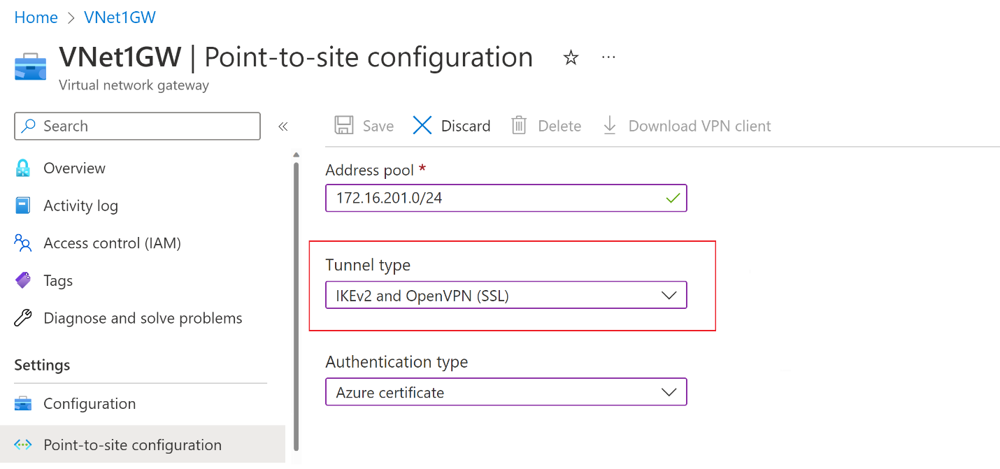 Home > VNet1GW
VNet1GW | Point-to-site configuration
Virtual network gateway
Search
Save Discard Delete Download VPN client
Overview
Activity log
Access control (IAM)
Tags
Diagnose and solve problems
Settings
Configuration
Point-to-site configuration
Address pool *
172.16.201.0/24
Tunnel type
IKEv2 and OpenVPN (SSL)
Authentication type
Azure certificate